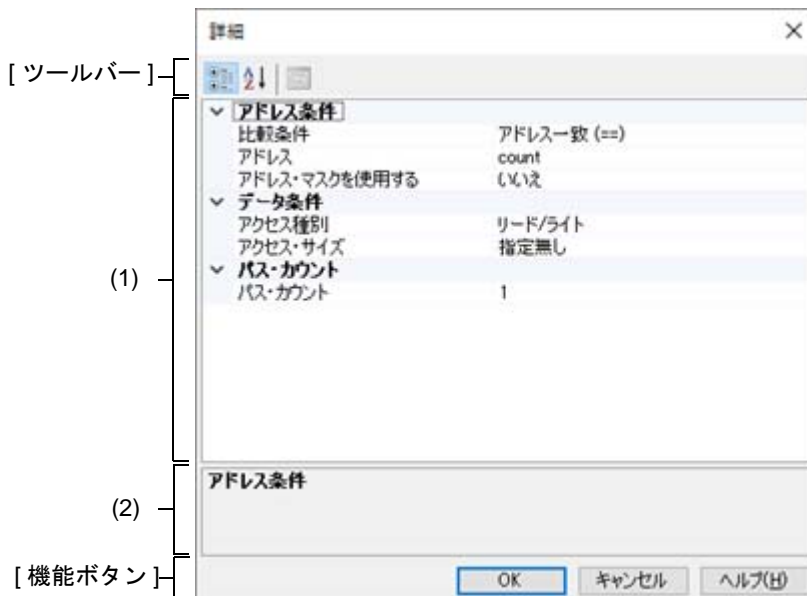 詳細
[ ツールバー ]
アドレス条件
比較条件 アドレス一致 (==)
アドレス count
アドレス・マスクを使用する いいえ
データ条件
アクセス種別 リード/ライト
アクセス・サイズ 指定無し
パス・カウント
パス・カウント 1
(1)
アドレス条件
(2)
[ 機能ボタン ]
OK キャンセル ヘルプ(H)